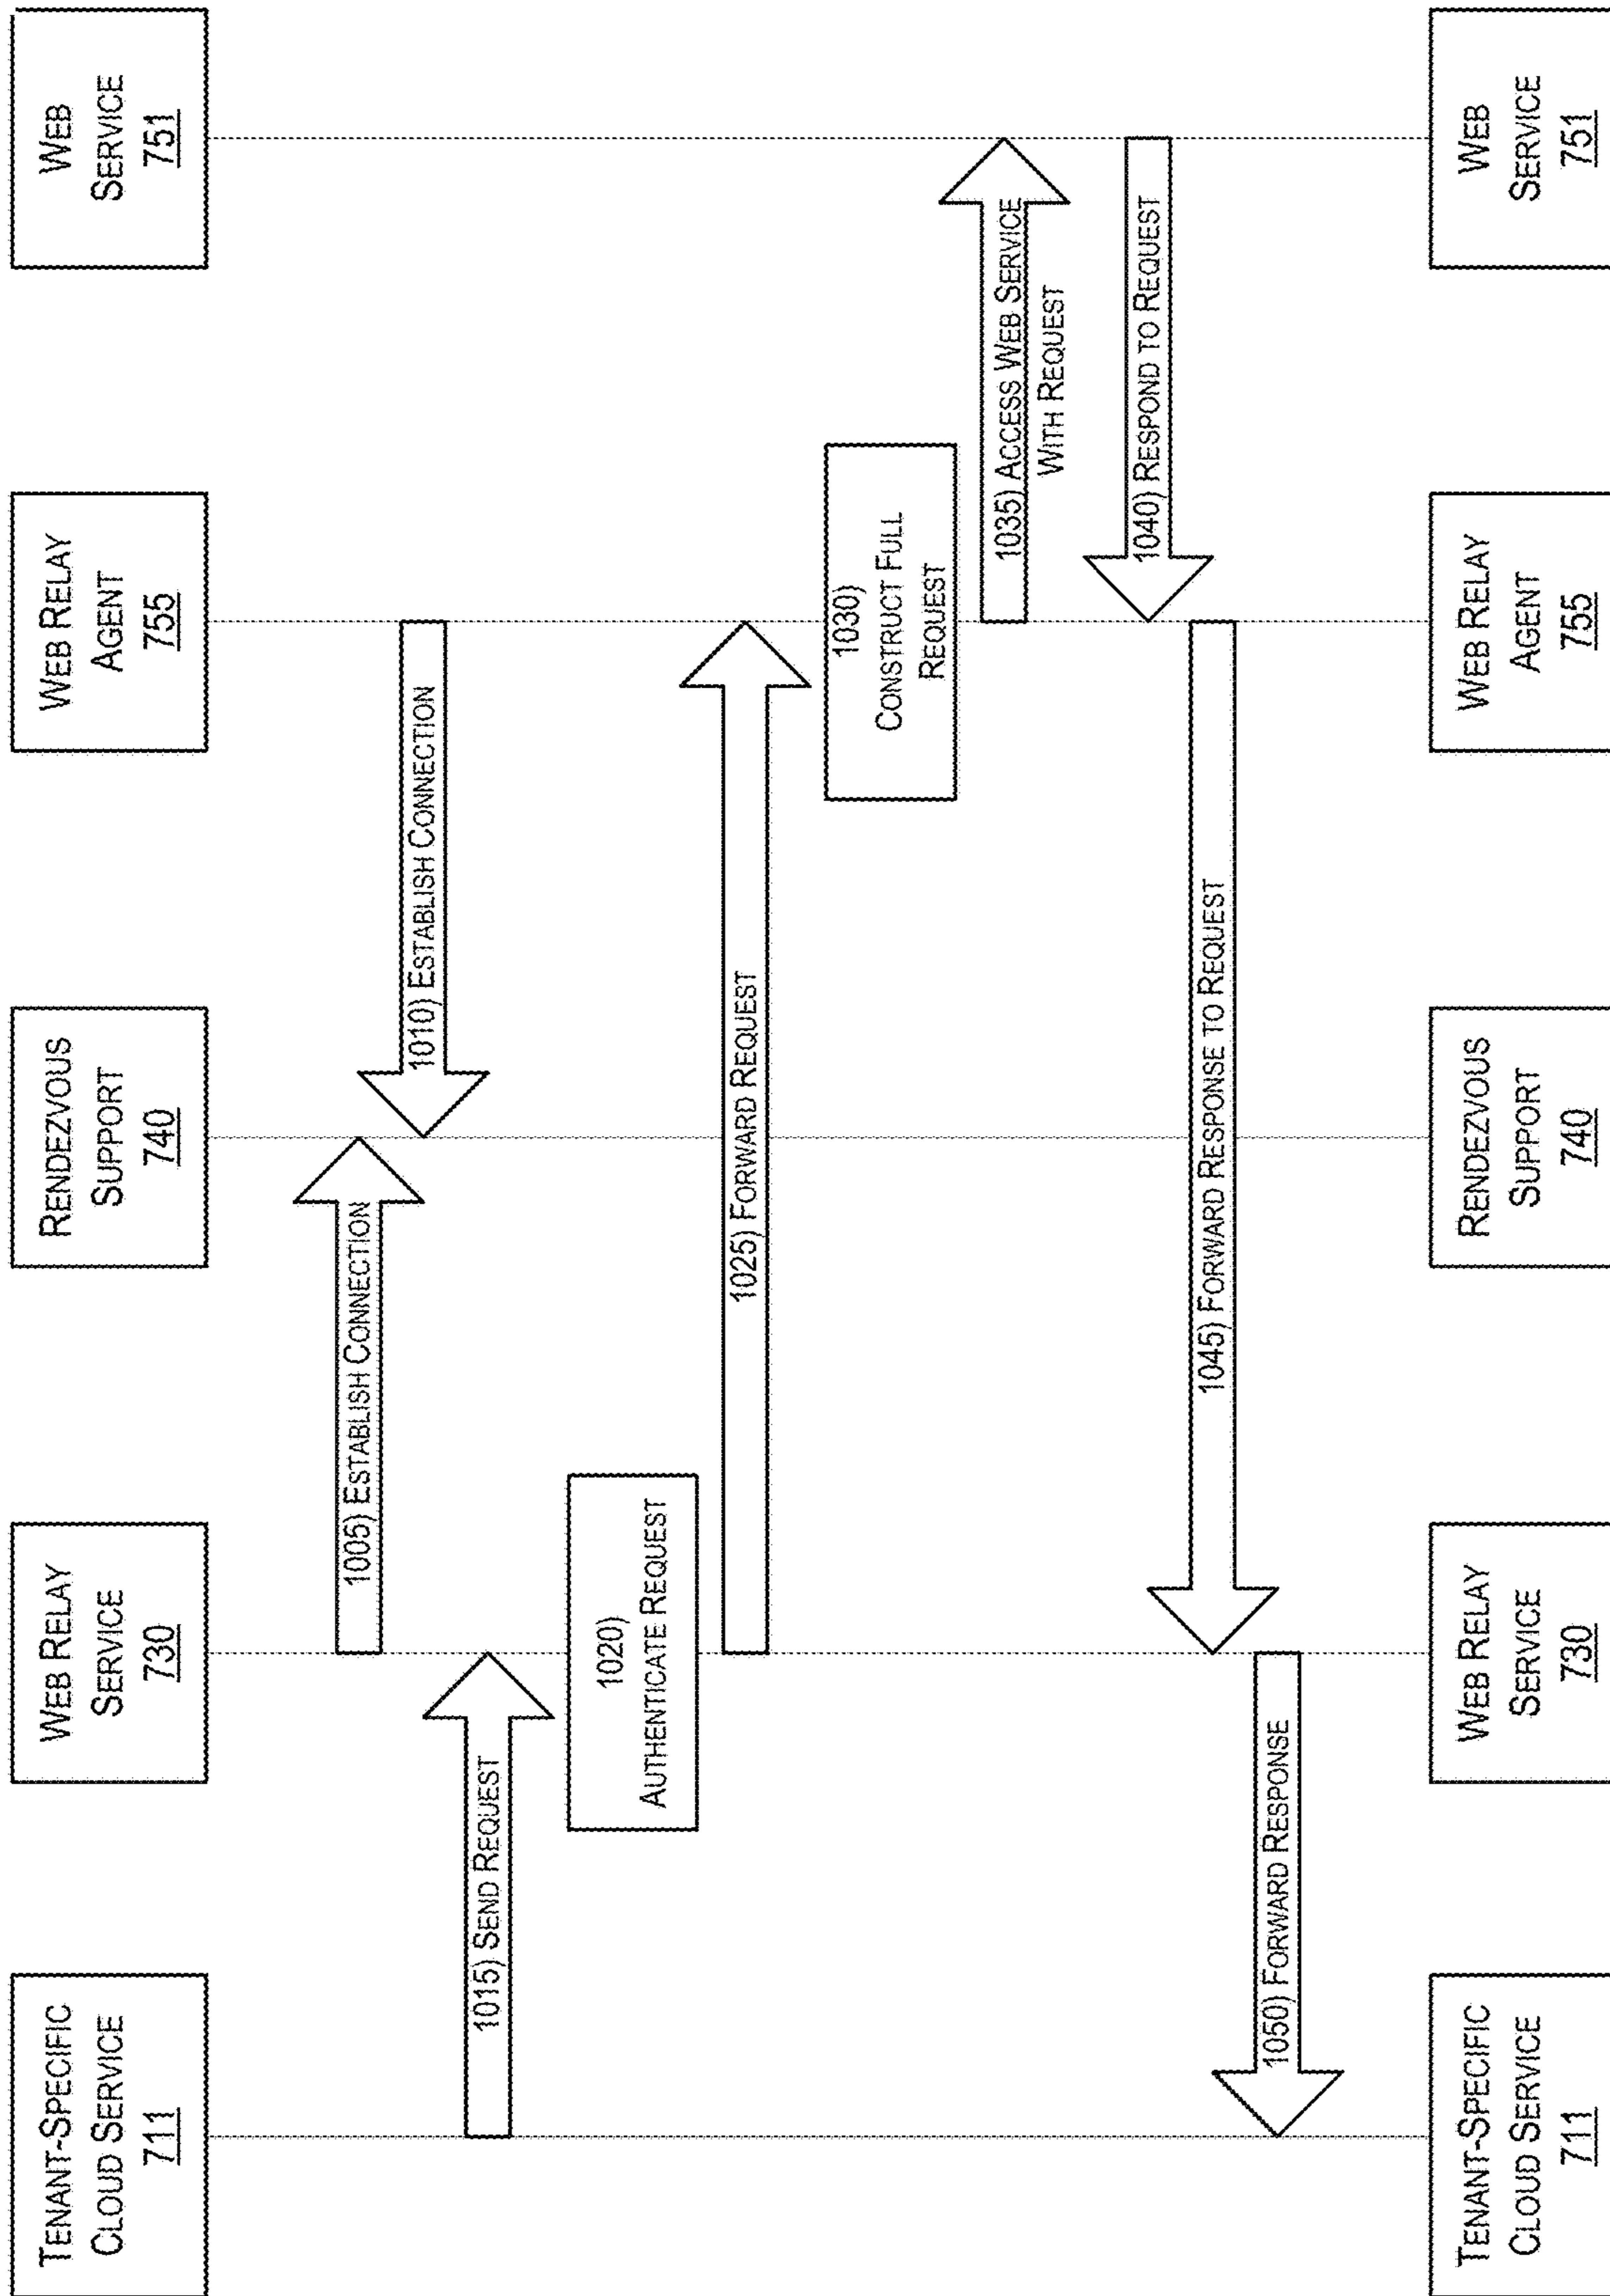 TENANT-SPECIFIC
CLOUD SERVICE
711
WEB RELAY
SERVICE
730
RENDEZVOUS
SUPPORT
740
WEB RELAY
AGENT
755
WEB
SERVICE
751
1005) ESTABLISH CONNECTION
1010) ESTABLISH CONNECTION
1015) SEND REQUEST
1020)
AUTHENTICATE REQUEST
1025) FORWARD REQUEST
1030)
CONSTRUCT FULL
REQUEST
1035) ACCESS WEB SERVICE
WITH REQUEST
1040) RESPOND TO REQUEST
1045) FORWARD RESPONSE TO REQUEST
1050) FORWARD RESPONSE
TENANT-SPECIFIC
CLOUD SERVICE
711
WEB RELAY
SERVICE
730
RENDEZVOUS
SUPPORT
740
WEB RELAY
AGENT
755
WEB
SERVICE
751